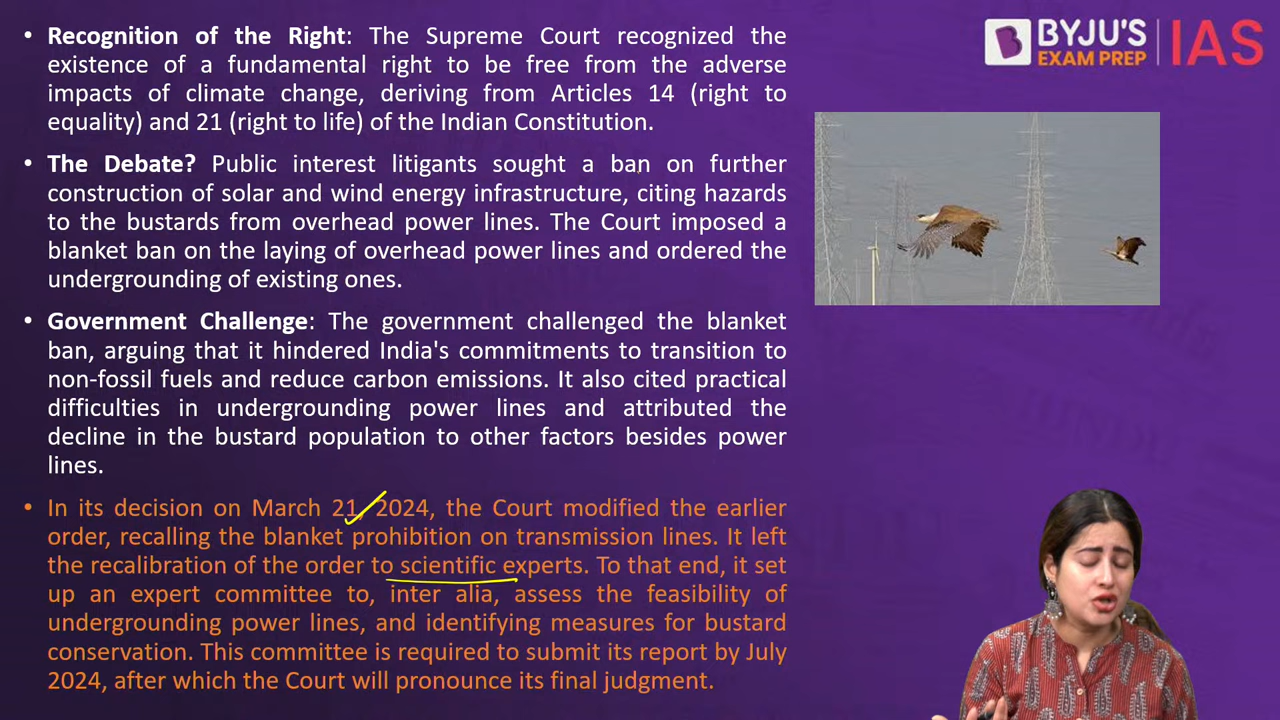 • Recognition of the Right: The Supreme Court recognized the
existence of a fundamental right to be free from the adverse
impacts of climate change, deriving from Articles 14 (right to
equality) and 21 (right to life) of the Indian Constitution.
• The Debate? Public interest litigants sought a ban on further
construction of solar and wind energy infrastructure, citing hazards
to the bustards from overhead power lines. The Court imposed a
blanket ban on the laying of overhead power lines and ordered the
undergrounding of existing ones.
• Government Challenge: The government challenged the blanket
ban, arguing that it hindered India's commitments to transition to
non-fossil fuels and reduce carbon emissions. It also cited practical
difficulties in undergrounding power lines and attributed the
decline in the bustard population to other factors besides power
lines.
• In its decision on March 21, 2024, the Court modified the earlier
order, recalling the blanket prohibition on transmission lines. It left
the recalibration of the order to scientific experts. To that end, it set
up an expert committee to, inter alia, assess the feasibility of
undergrounding power lines, and identifying measures for bustard
conservation. This committee is required to submit its report by July
2024, after which the Court will pronounce its final judgment.
BYJU'S
EXAM PREP
IAS